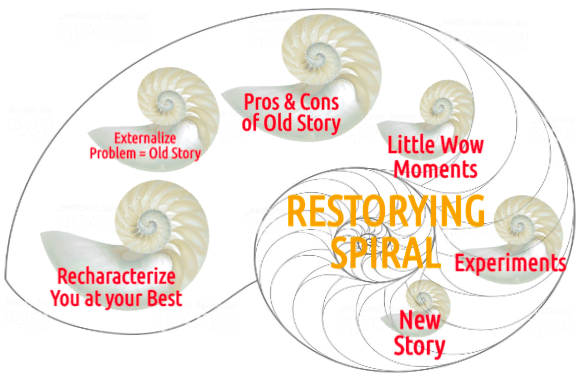 Pros & Cons
of Old Story
Externalize
Problem = Old Story
Little Wow
Moments
RESTORYING
SPIRAL
Recharacterize
You at your Best
Experiments
New
Story